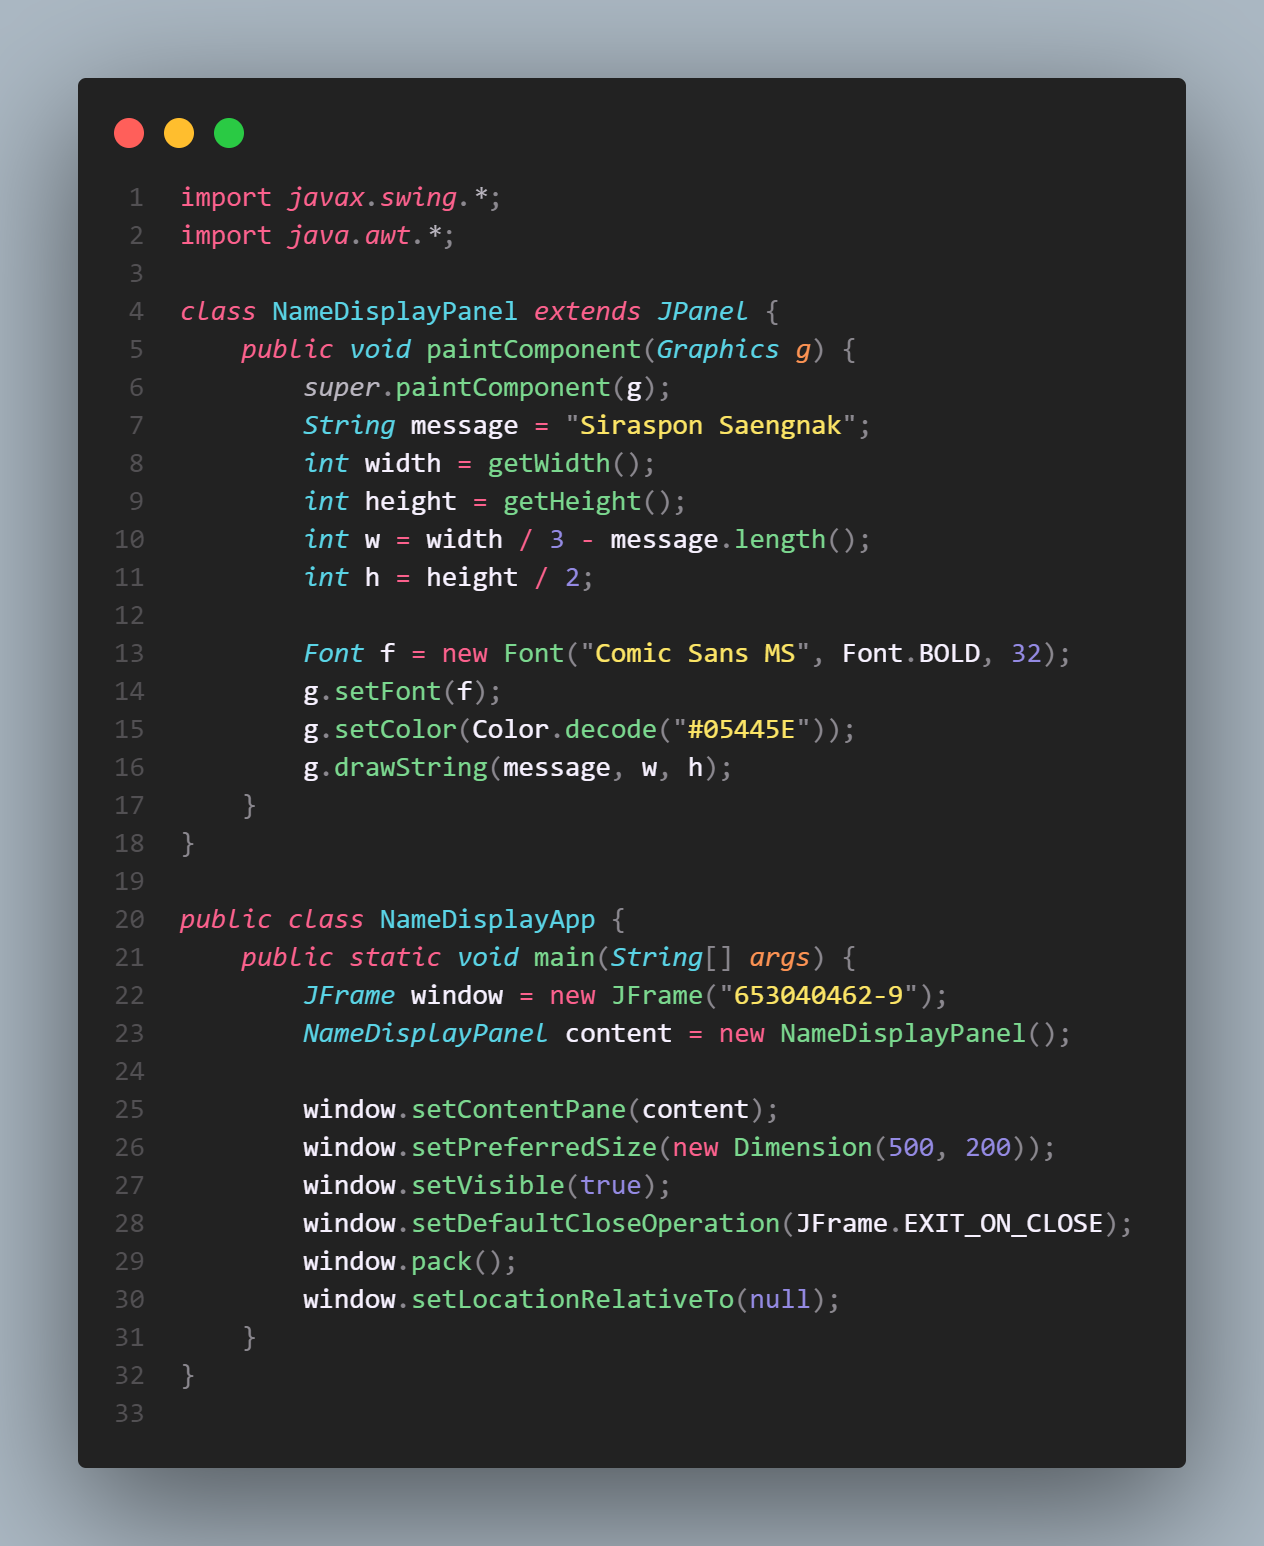 1 import javax.swing.*;
2 import java.awt.*;
3
4 class NameDisplayPanel extends JPanel {
5     public void paintComponent(Graphics g) {
6         super.paintComponent(g);
7         String message = "Siraspon Saengnak";
8         int width = getWidth();
9         int height = getHeight();
10         int w = width / 3 - message.length();
11         int h = height / 2;
12
13         Font f = new Font("Comic Sans MS", Font.BOLD, 32);
14         g.setFont(f);
15         g.setColor(Color.decode("#05445E"));
16         g.drawString(message, w, h);
17     }
18 }
19
20 public class NameDisplayApp {
21     public static void main(String[] args) {
22         JFrame window = new JFrame("653040462-9");
23         NameDisplayPanel content = new NameDisplayPanel();
24
25         window.setContentPane(content);
26         window.setPreferredSize(new Dimension(500, 200));
27         window.setVisible(true);
28         window.setDefaultCloseOperation(JFrame.EXIT_ON_CLOSE);
29         window.pack();
30         window.setLocationRelativeTo(null);
31     }
32 }
33